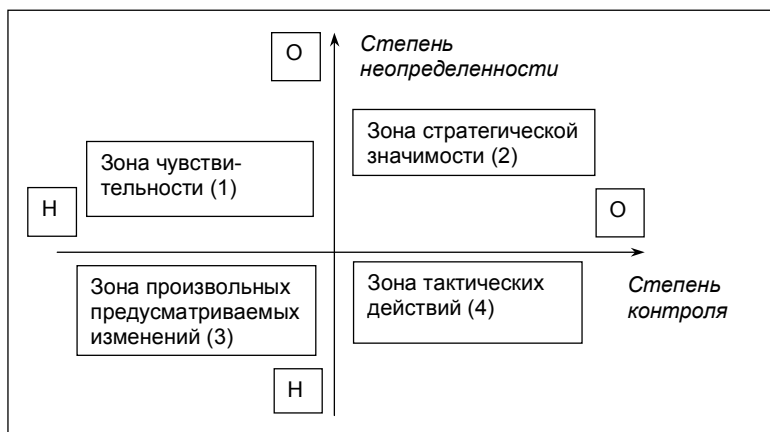 О
Степень
неопределенности
Зона чувстви-
тельности (1)
Зона стратегической
значимости (2)
Н
О
Зона произвольных
предусматриваемых
изменений (3)
Зона тактических
действий (4)
Степень
контроля
Н